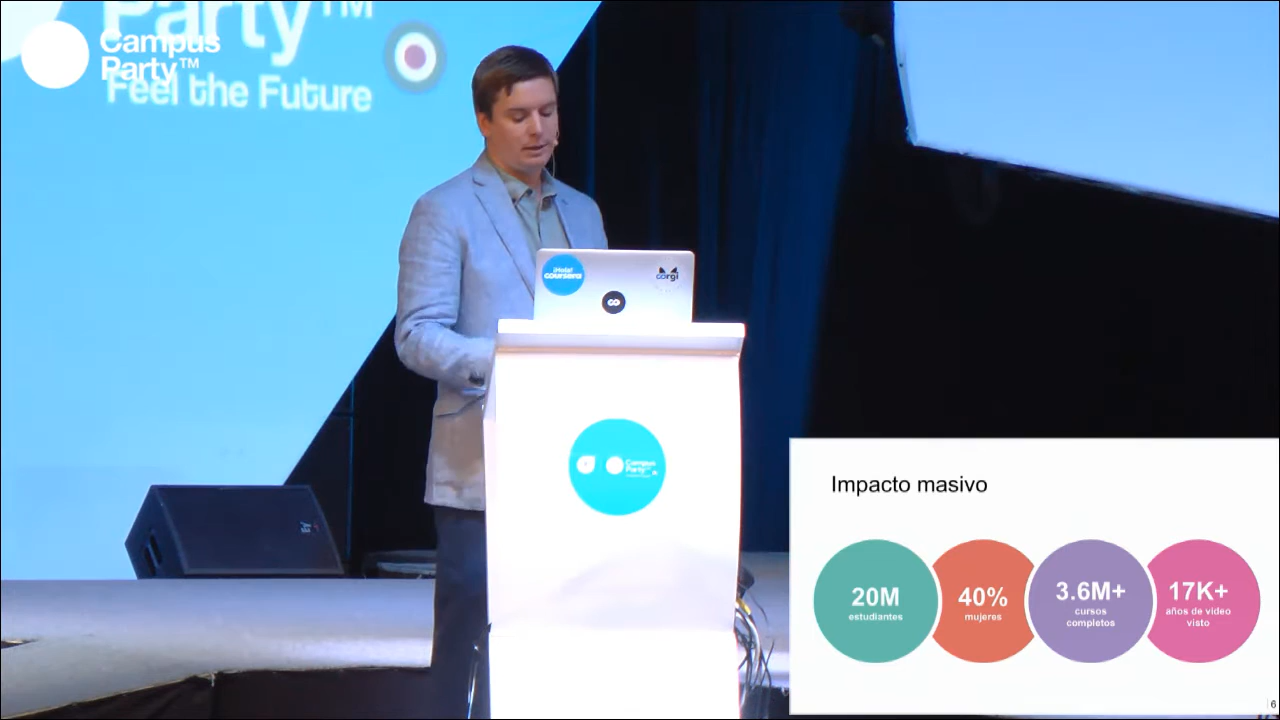 Party™
Feel the Future
Campus
Party™
¡Hola!
coursera
corgi
Campus
Party
Impacto masivo
20M
estudiantes
40%
mujeres
3.6M+
cursos
completos
17K+
años de video
visto
6